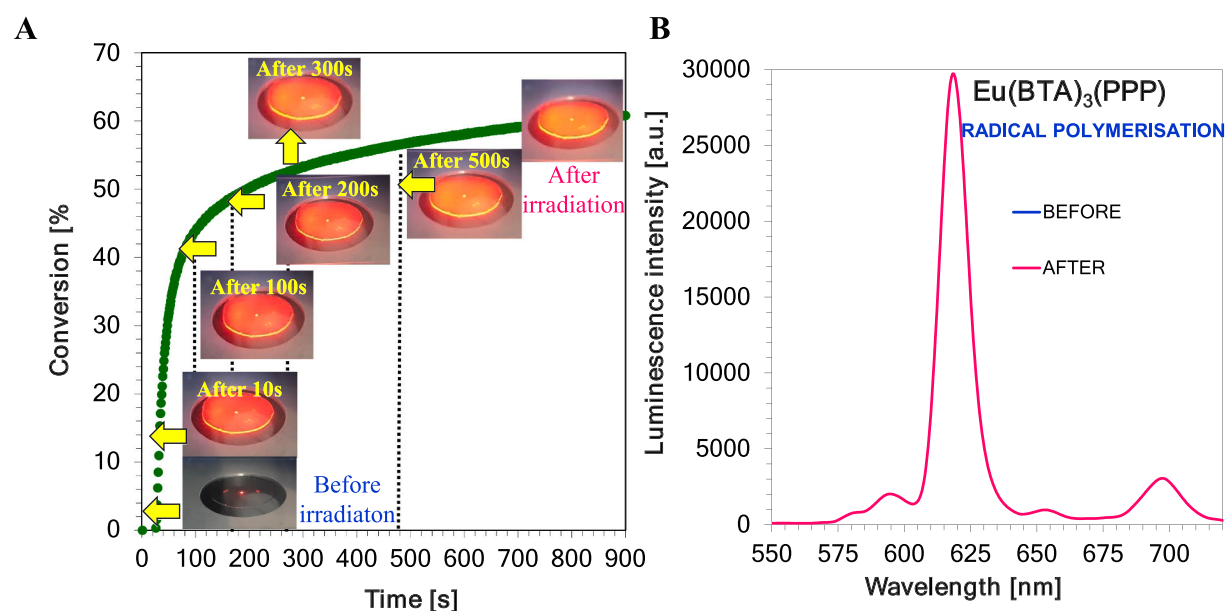 A
Conversion [%
70
60
50
40
30
20
10
0
0 100 200 300 400 500 600 700 800 900
Time [s]
After 300s
After 200s
After 500s
After
irradiation
After 100s
After 10s
Before
irradiaton
B
Luminescence intensity [a.u.]
30000
25000
20000
15000
10000
5000
0
550 575 600 625 650 675 700
Wavelength [nm]
Eu(BTA)3(PPP)
RADICAL POLYMERISATION
BEFORE
AFTER